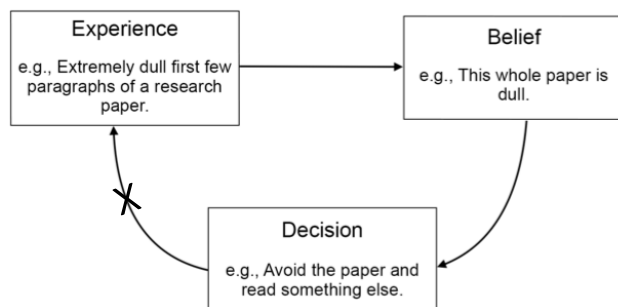 Experience
e.g., Extremely dull first few
paragraphs of a research
paper.
Belief
e.g., This whole paper is
dull.
Decision
e.g., Avoid the paper and
read something else.